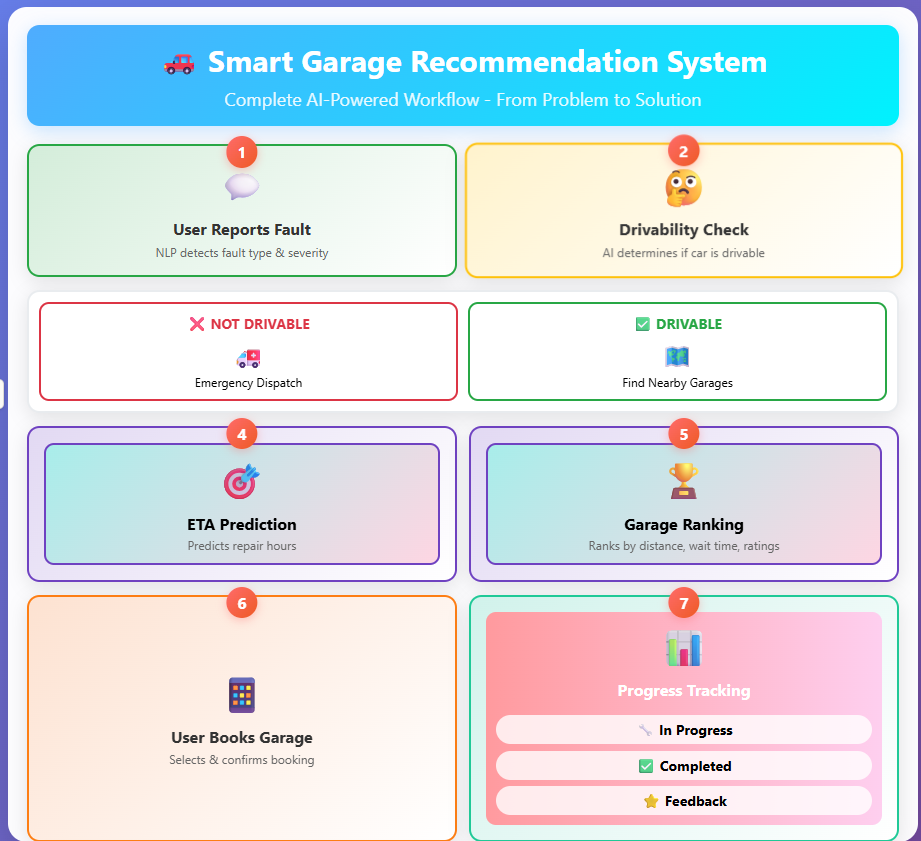 Smart Garage Recommendation System
Complete AI-Powered Workflow - From Problem to Solution
1
User Reports Fault
NLP detects fault type & severity
2
Drivability Check
AI determines if car is drivable
NOT DRIVABLE
Emergency Dispatch
DRIVABLE
Find Nearby Garages
4
ETA Prediction
Predicts repair hours
5
Garage Ranking
Ranks by distance, wait time, ratings
6
User Books Garage
Selects & confirms booking
7
Progress Tracking
In Progress
Completed
Feedback